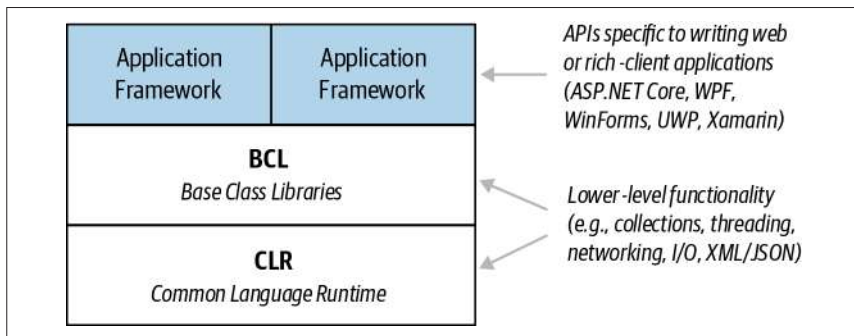 Application
Framework
Application
Framework
APIs specific to writing web
or rich -client applications
(ASP.NET Core, WPF,
WinForms, UWP, Xamarin)
BCL
Base Class Libraries
Lower -level functionality
(e.g., collections, threading,
networking, I/O, XML/JSON)
CLR
Common Language Runtime